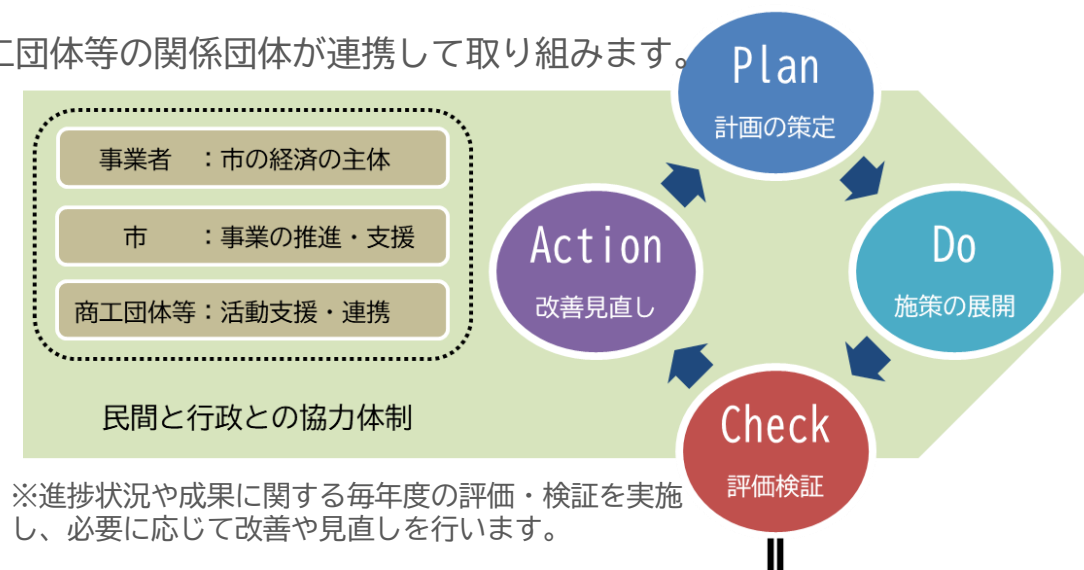 工団体等の関係団体が連携して取り組みます。
Plan
計画の策定
事業者 ：市の経済の主体
市 ：事業の推進・支援
商工団体等：活動支援・連携
民間と行政との協力体制
Action
改善見直し
Do
施策の展開
Check
評価検証
※進捗状況や成果に関する毎年度の評価・検証を実施
し、必要に応じて改善や見直しを行います。